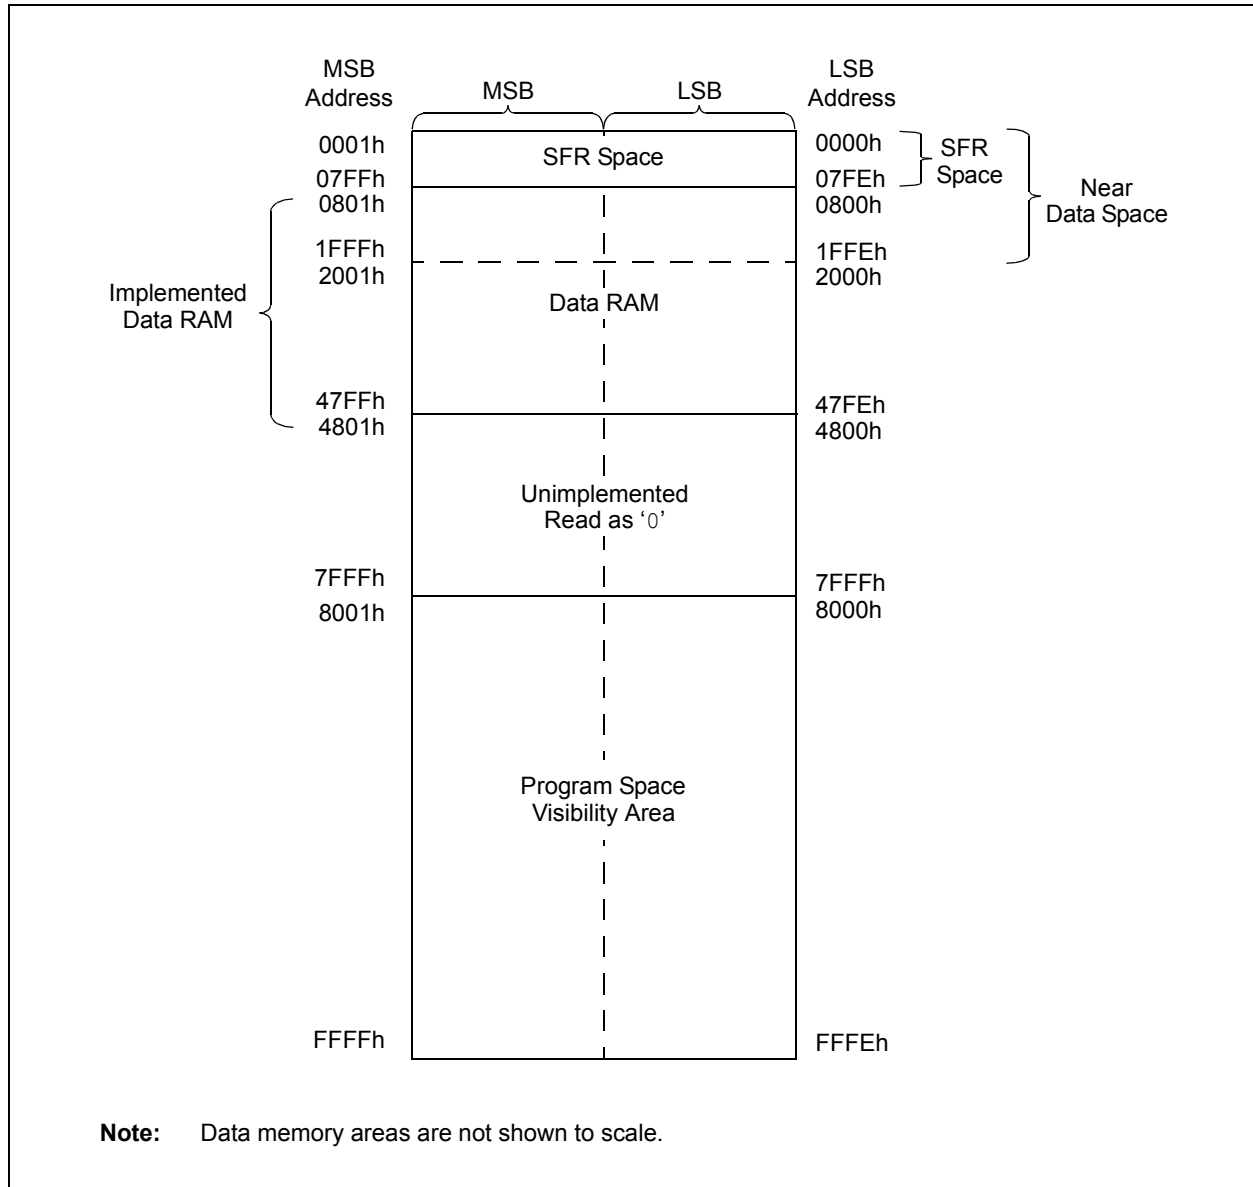 MSB
Address
MSB
LSB
LSB
Address
0001h
SFR Space
0000h
SFR
Space
07FFh
07FEh
0801h
0800h
Near
Data Space
1FFFh
1FFEh
2001h
2000h
Implemented
Data RAM
Data RAM
47FFh
47FEh
4801h
4800h
Unimplemented
Read as ‘0’
7FFFh
7FFFh
8001h
8000h
Program Space
Visibility Area
FFFFh
FFFEh
Note: Data memory areas are not shown to scale.